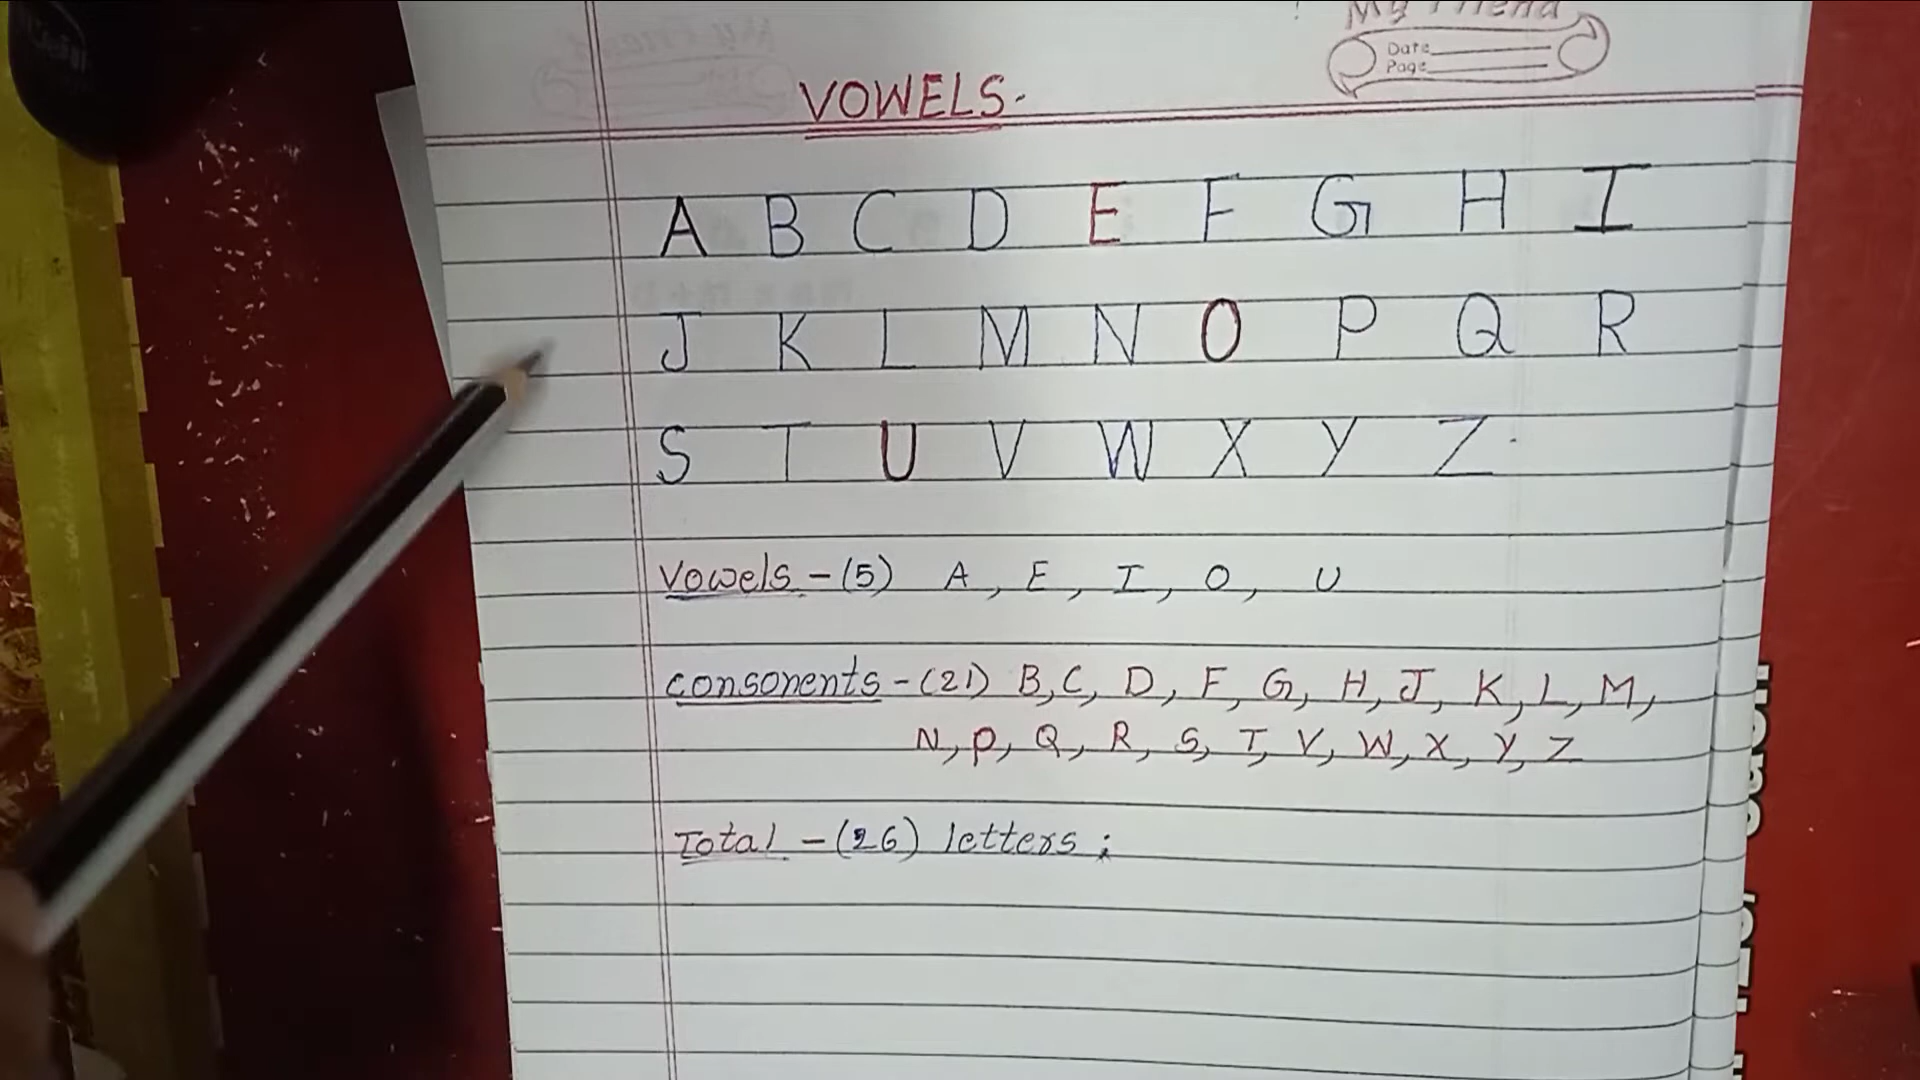 My Friend
Date
Page
VOWELS.
A B C D E F G H I
J K L M N O P Q R
S T U V W X Y Z.
Vowels - (5) A, E, I, O, U
consonents - (21) B, C, D, F, G, H, J, K, L, M,
N, P, Q, R, S, T, V, W, X, Y, Z
Total - (26) letters ;